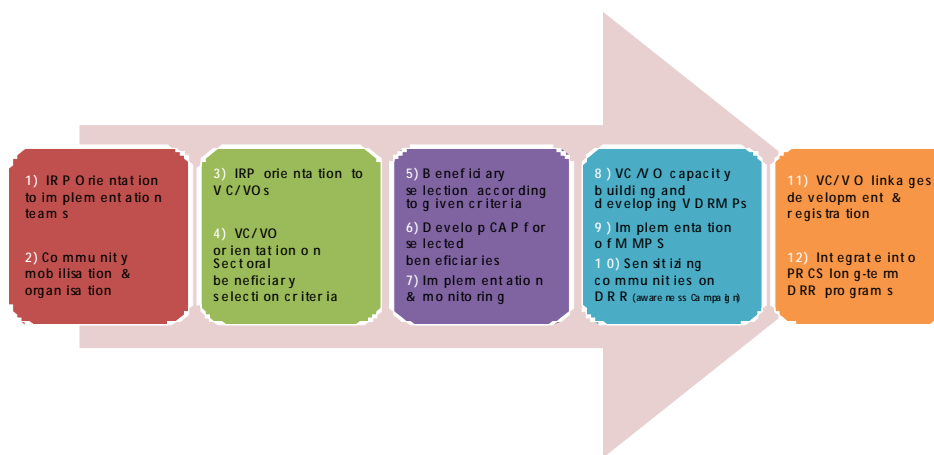 1) IRP Orientation
to implementation
teams
2) Community
mobilisation &
organisation
3) IRP orientation to
VC/VOs
4) VC/VO
orientation on
Sectoral
beneficiary
selection criteria
5) Beneficiary
selection according
to given criteria
6) Develop CAP for
selected
beneficiaries
7) Implementation
& monitoring
8) VC/VO capacity
building and
developing VDRMPs
9) Implementation
of MMPS
10) Sensitizing
communities on
DRR (awareness Campaign)
11) VC/VO linkages
development &
registration
12) Integrate into
PRCS long-term
DRR programs